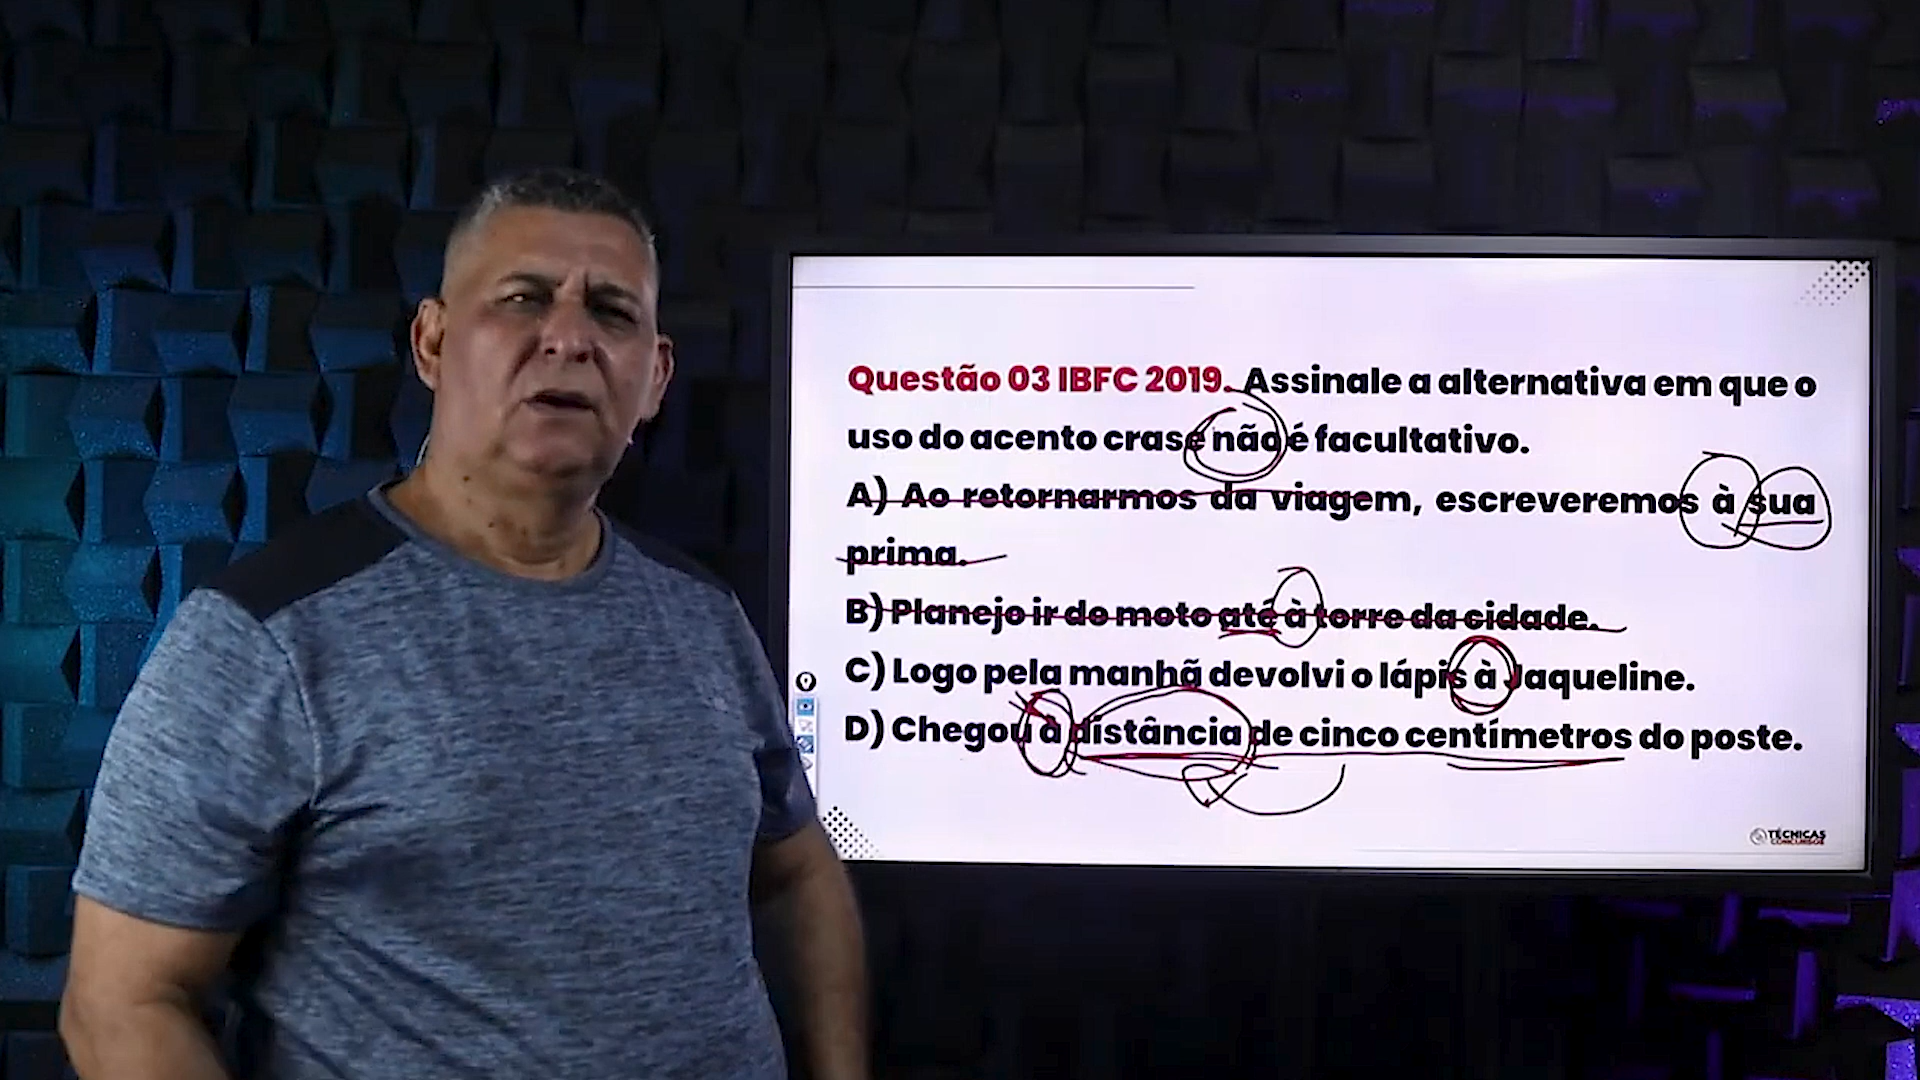 Questão 03 IBFC 2019. Assinale a alternativa em que o
uso do acento crase não é facultativo.
A) Ao retornarmos da viagem, escreveremos à sua
prima.
B) Planejo ir de moto até à torre da cidade.
C) Logo pela manhã devolvi o lápis à Jaqueline.
D) Chegou à distância de cinco centímetros do poste.
TÉCNICAS
CONCURSOS